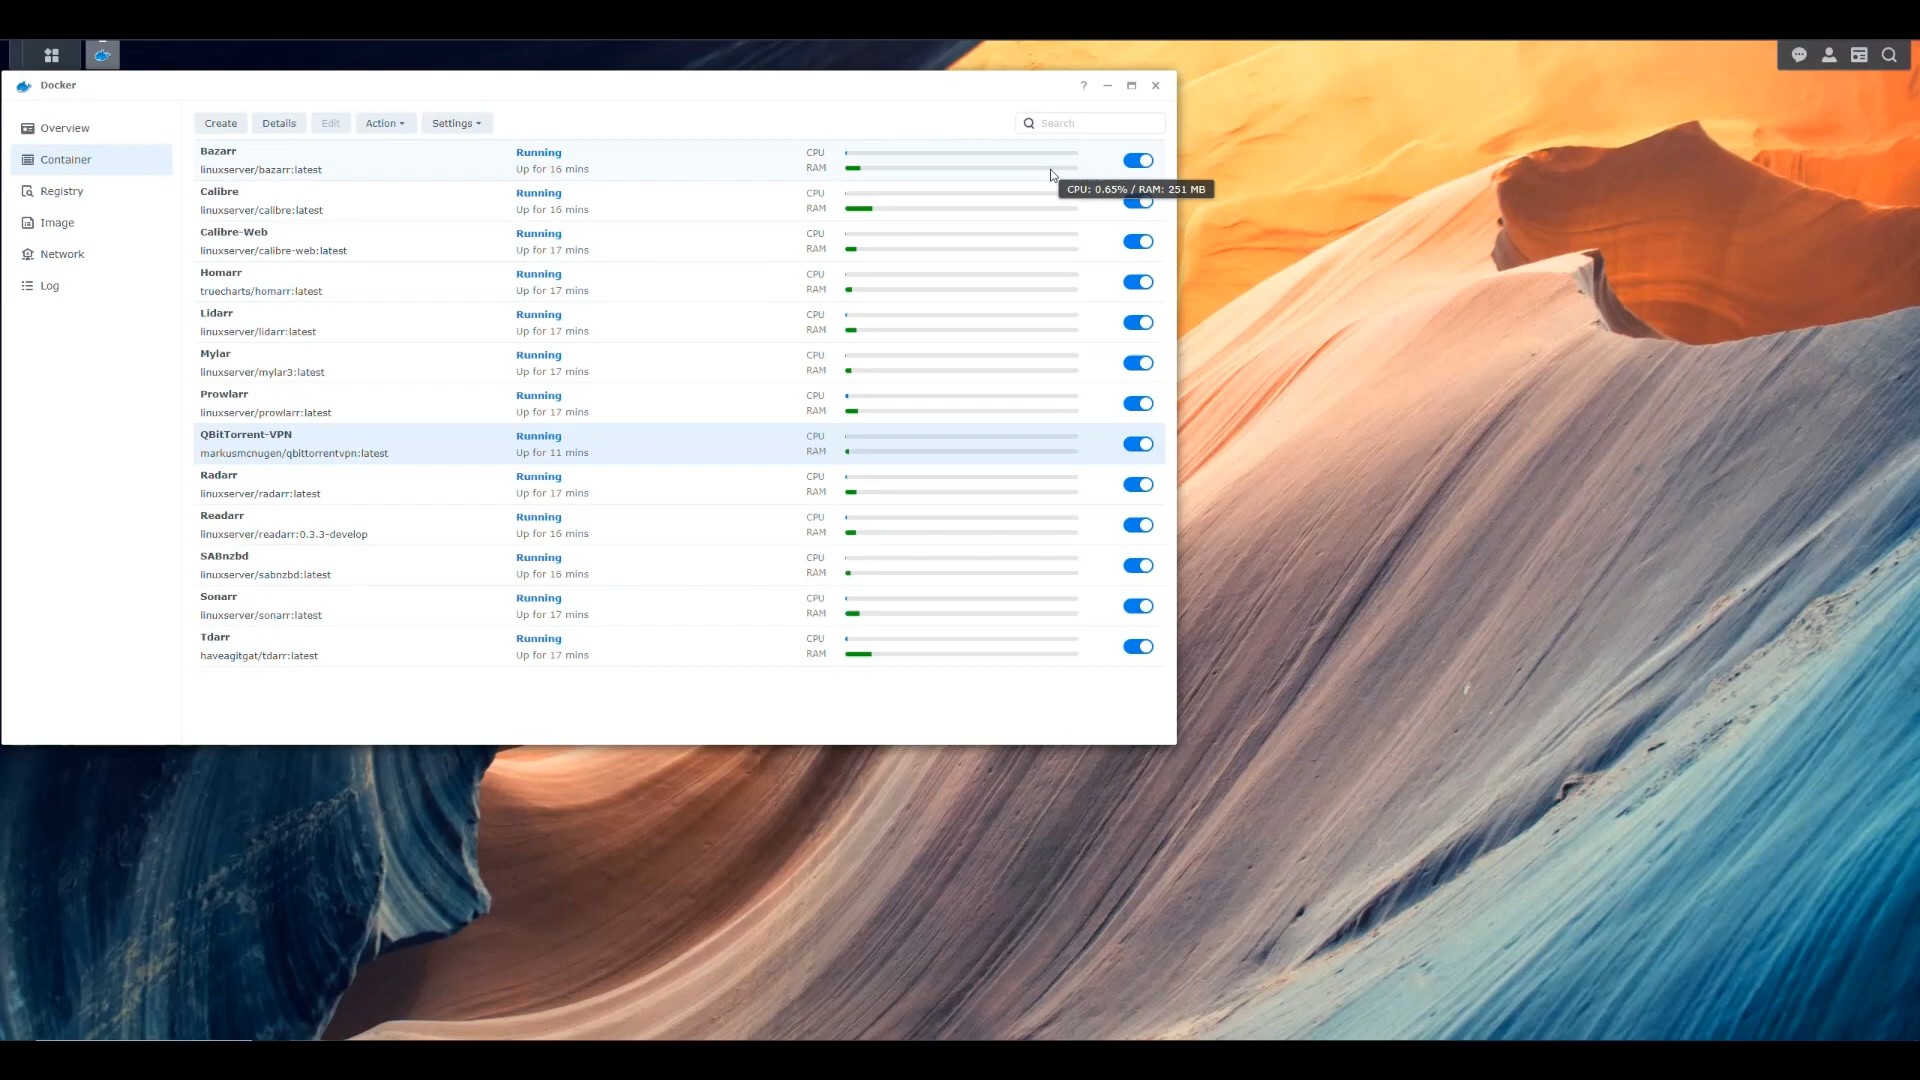 Docker
?
Overview
Container
Registry
Image
Network
Log
Create Details Edit Action Settings Search
Bazarr Running CPU
linuxserver/bazarr:latest Up for 16 mins RAM
CPU: 0.65% / RAM: 251 MB
Calibre Running CPU
linuxserver/calibre:latest Up for 16 mins RAM
Calibre-Web Running CPU
linuxserver/calibre-web:latest Up for 17 mins RAM
Homarr Running CPU
truecharts/homarr:latest Up for 17 mins RAM
Lidarr Running CPU
linuxserver/lidarr:latest Up for 17 mins RAM
Mylar Running CPU
linuxserver/mylar3:latest Up for 17 mins RAM
Prowlarr Running CPU
linuxserver/prowlarr:latest Up for 17 mins RAM
QBitTorrent-VPN Running CPU
markusmcnugen/qbittorrentvpn:latest Up for 11 mins RAM
Radarr Running CPU
linuxserver/radarr:latest Up for 17 mins RAM
Readarr Running CPU
linuxserver/readarr:0.3.3-develop Up for 16 mins RAM
SABnzbd Running CPU
linuxserver/sabnzbd:latest Up for 16 mins RAM
Sonarr Running CPU
linuxserver/sonarr:latest Up for 17 mins RAM
Tdarr Running CPU
haveagitgat/tdarr:latest Up for 17 mins RAM